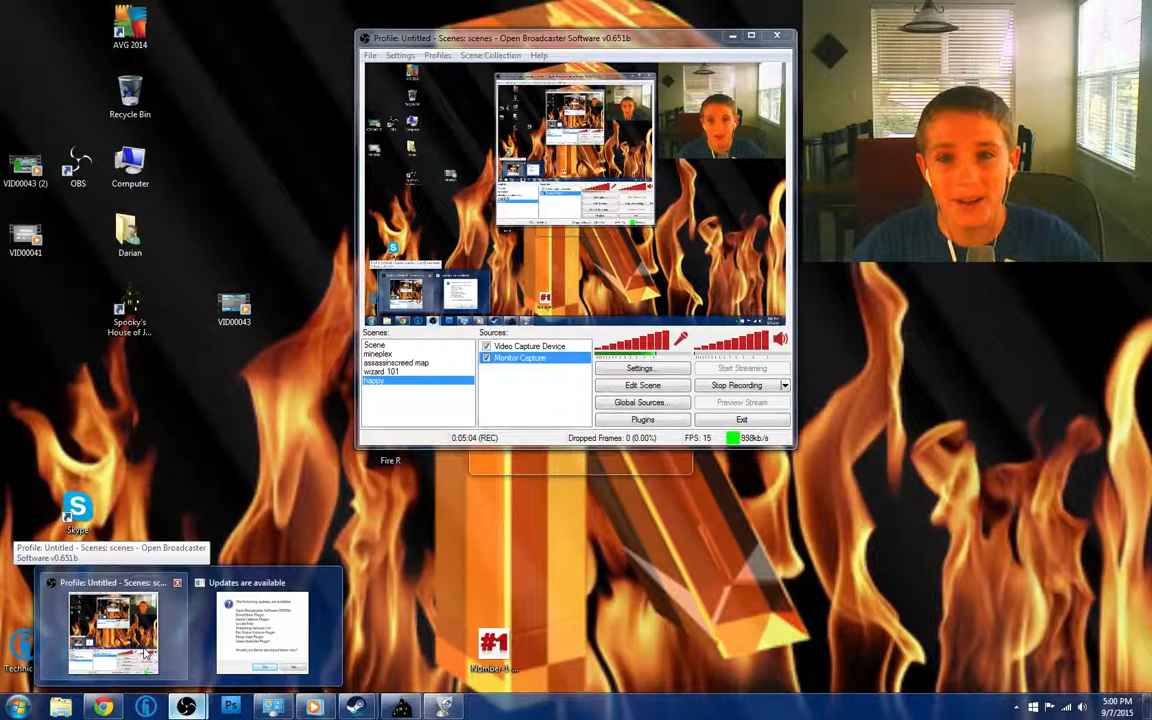 AVG 2014
Recycle Bin
VID00043 (2)
OBS
Computer
VID00041
Darian
Spooky's
House of J...
VID00043
Profile: Untitled - Scenes: scenes - Open Broadcaster Software v0.651b
File Settings Profiles Scene Collection Help
Scenes:
Scene
mineplex
assassinscreed map
wizard 101
happy
Sources:
Video Capture Device
Monitor Capture
Settings...
Start Streaming
Edit Scene
Stop Recording
Global Sources...
Preview Stream
Plugins
Exit
0:05:04 (REC)
Dropped Frames: 0 (0.00%)
FPS: 15
998kb/s
Fire R
S
Skype
Profile: Untitled - Scenes: scenes - Open Broadcaster
Software v0.651b
Profile: Untitled - Scenes: sc...
Updates are available
Technic
#1
Ps
5:00 PM
9/7/2015